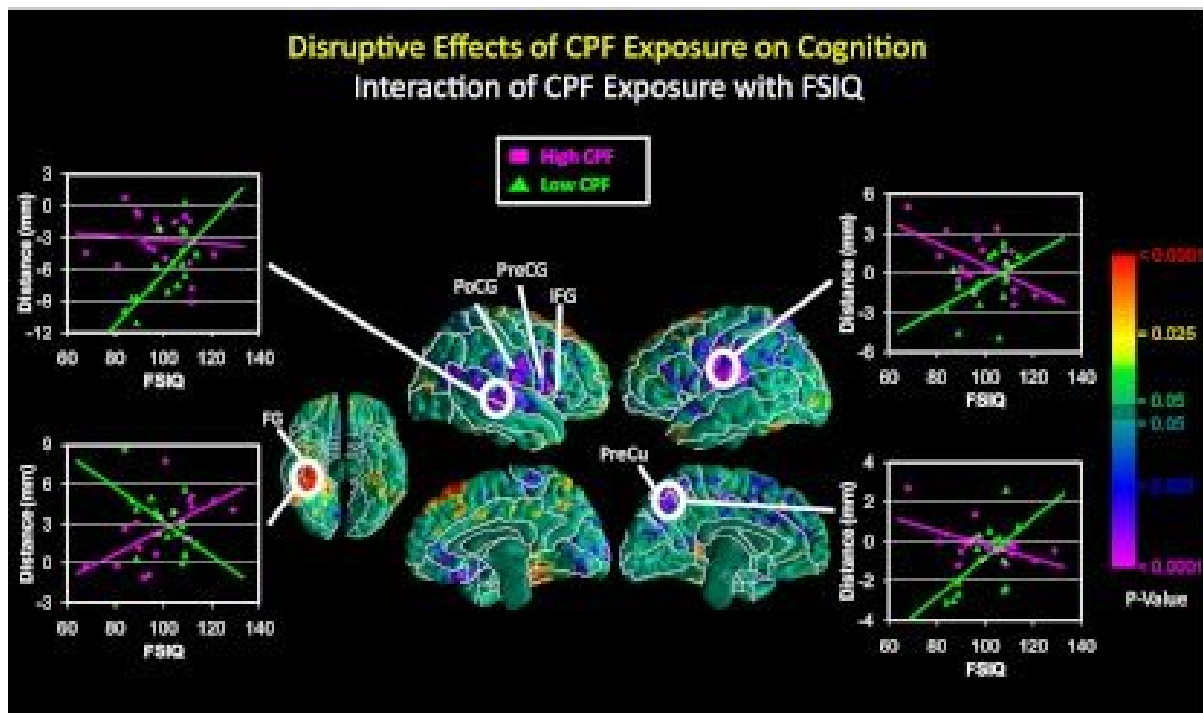 Disruptive Effects of CPF Exposure on Cognition
Interaction of CPF Exposure with FSIQ
High CPF
Low CPF
3
0
-3
-6
-9
-12
Distance (mm)
60 80 100 120 140
FSIQ
PoCG
PreCG
IFG
6
3
0
-3
-6
Distance (mm)
60 80 100 120 140
FSIQ
< 0.0001
= 0.025
= 0.05
= 0.05
< 0.0001
P-Value
FG
9
6
3
0
-3
Distance (mm)
60 80 100 120 140
FSIQ
PreCu
4
2
0
-2
-4
Distance (mm)
60 80 100 120 140
FSIQ